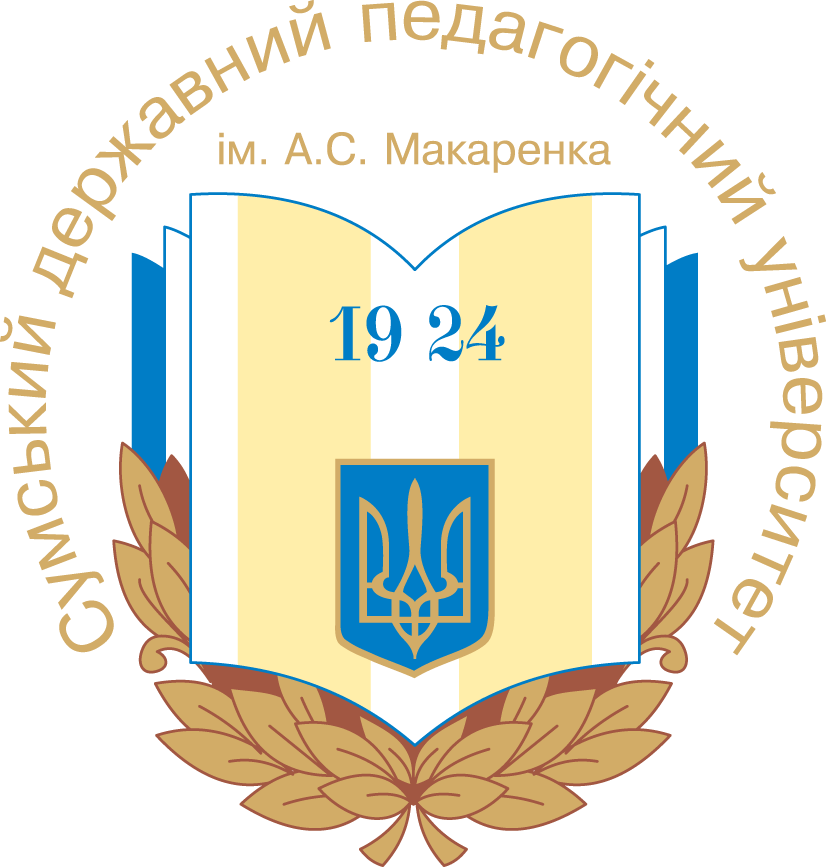 Сумський державний педагогічний університет
ім. А.С. Макаренка
19 24